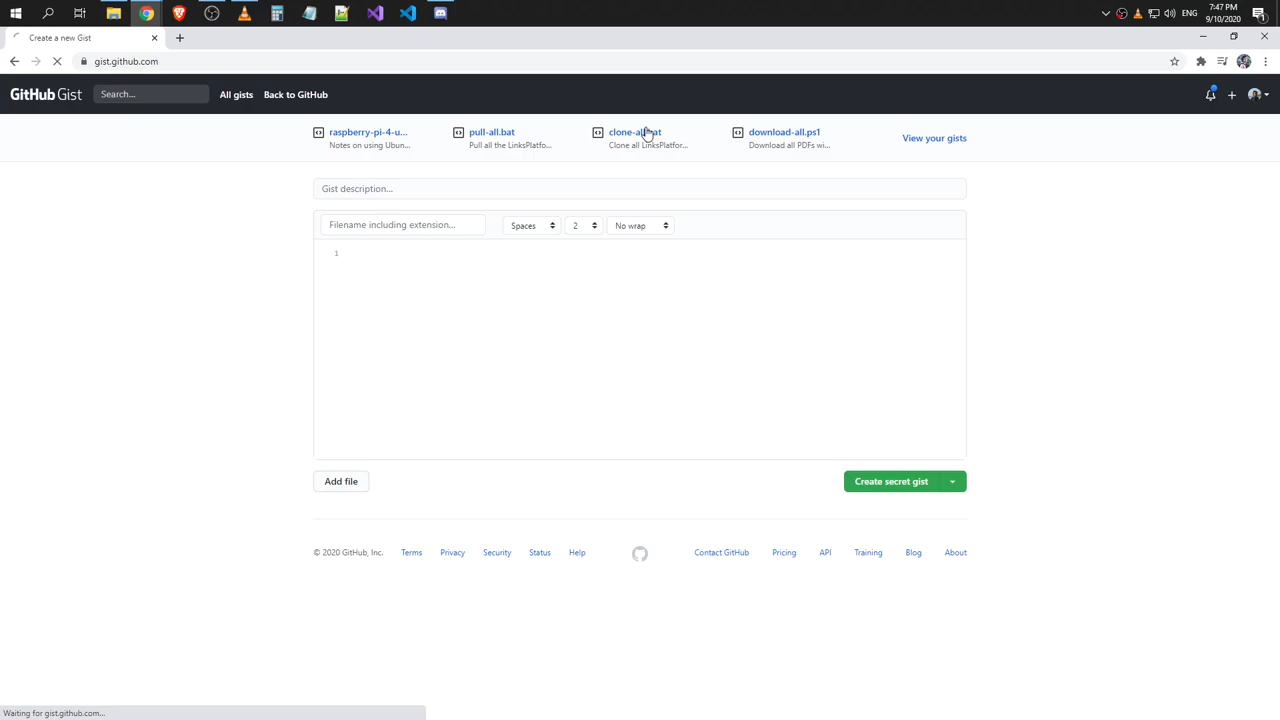 ENG
7:47 PM
9/10/2020
1
Create a new Gist
gist.github.com
GitHub Gist
Search...
All gists
Back to GitHub
raspberry-pi-4-u...
Notes on using Ubun...
pull-all.bat
Pull all the LinksPlatfo...
clone-all.bat
Clone all LinksPlatfor...
download-all.ps1
Download all PDFs wi...
View your gists
Gist description...
Filename including extension...
Spaces
2
No wrap
1
Add file
Create secret gist
© 2020 GitHub, Inc.
Terms
Privacy
Security
Status
Help
Contact GitHub
Pricing
API
Training
Blog
About
Waiting for gist.github.com...